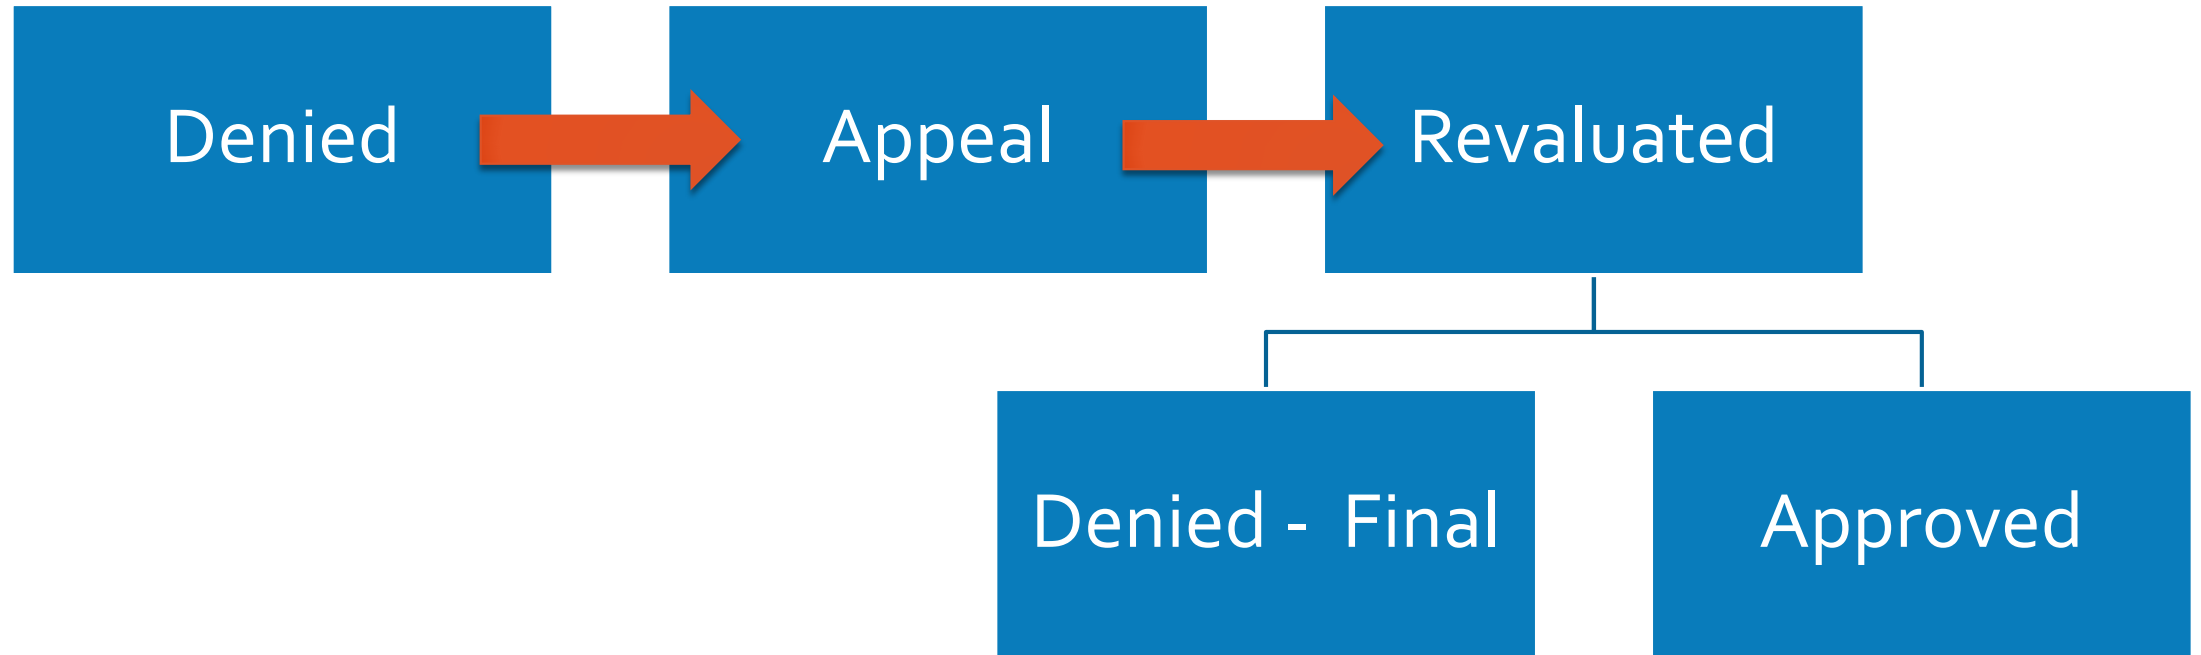 Denied
Appeal
Revaluated
Denied -  Final
Approved